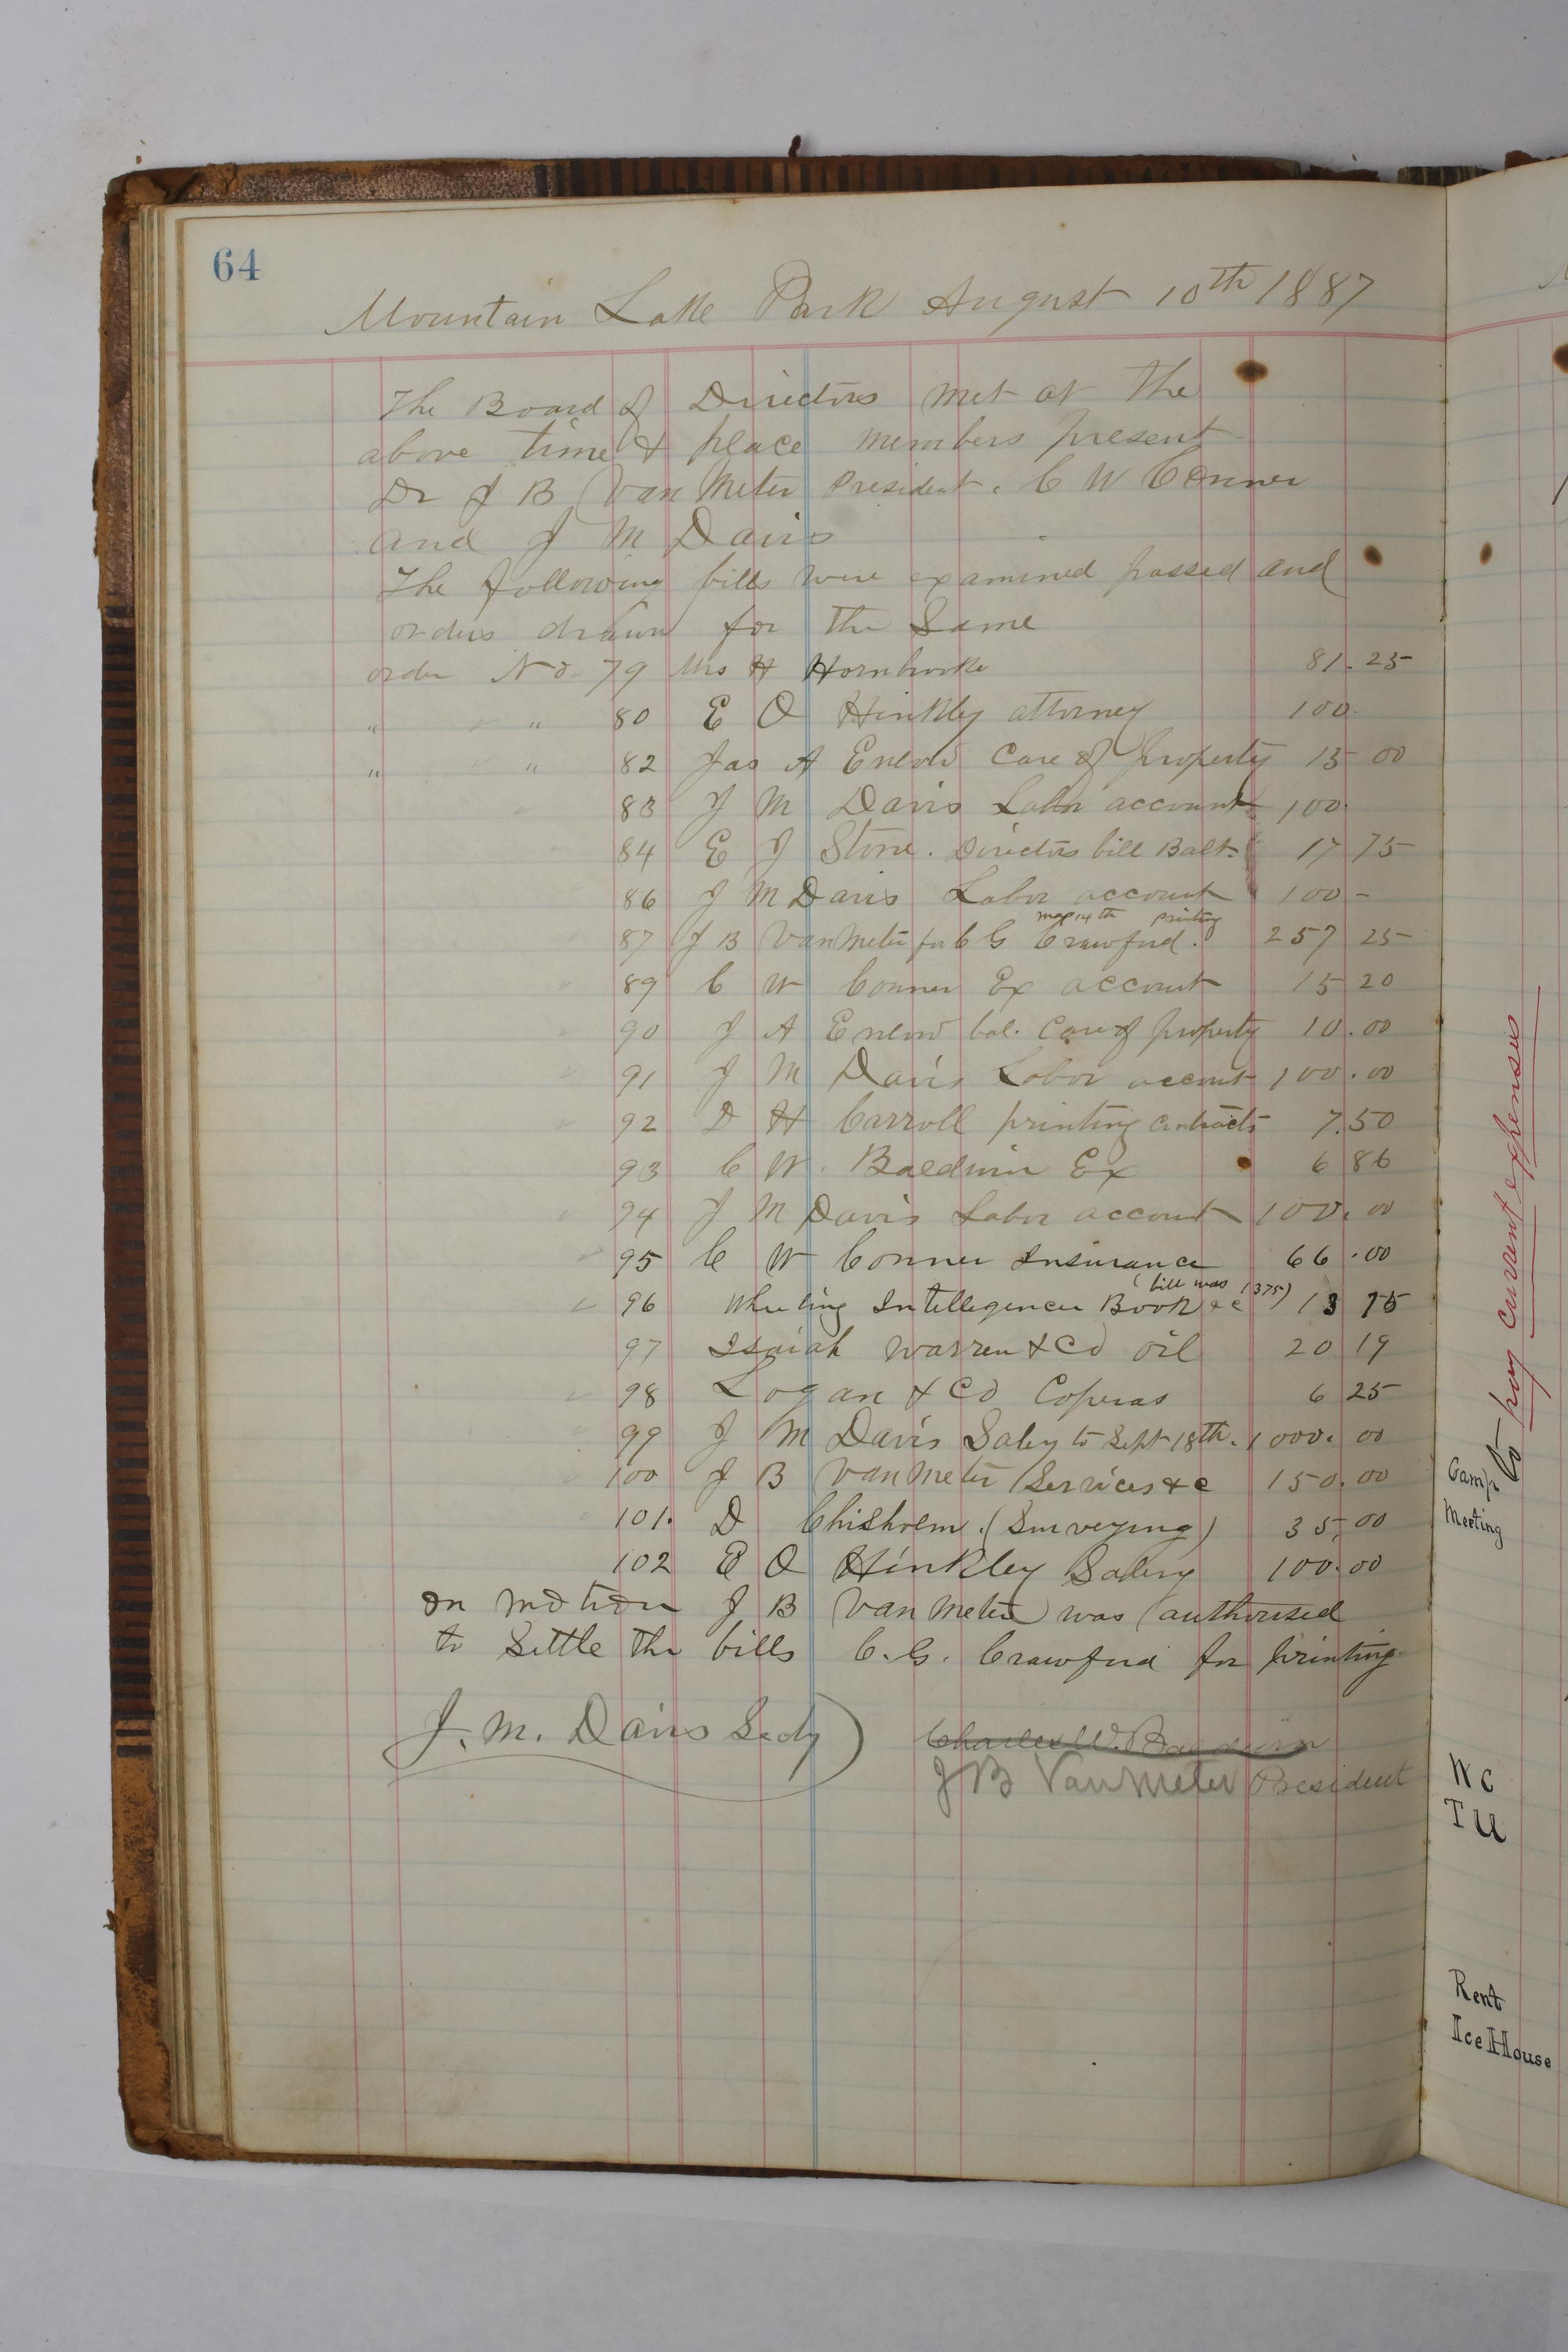 64
Mountain Lake Park August 10th 1887
The Board of Directors met at the
above time & place members present
Dr J B Van Meter President. C W Conner
and J M Davis
The following bills were examined passed and
orders drawn for the Same
order No. 79 Mrs H Hornbrooke 81.25
" " 80 E O Hinkley attorney 100.
" " 82 Jas A Enlow Care of property 15 00
83 J M Davis Labor account 100.
84 E J Stone. Directors bill Balt. 17 75
86 J M Davis Labor account 100 -
map 14th printing
87 J B Van Meter for C G Crawford. 257 25
89 C W Conner Ex account 15 20
90 J A Enlow bal. Care of property 10.00
91 J M Davis Labor account 100.00
92 D H Carroll printing Contracts 7.50
93 C W. Baldwin Ex 6 86
94 J M Davis Labor account 100.00
95 C W Conner Insurance 66.00
(bill was 1375)
96 Wheeling Intellegencer Book &c 13 75
97 Isaiah Warren & Co oil 20 19
98 Logan & Co Coperas 6 25
99 J M Davis Salry to Sept 18th. 1000.00
100 J B Van Meter Services &c 150.00
101. D Chisholm. (Surveying) 35,00
102 E O Hinkley Salery 100.00
on motion J B Van Meter was authorised
to Settle the bills C. G. Crawford for printing
J. M. Davis Secty) Charles W. Baldwin
J B Van Meter President
to pay current expenses
Camp
Meeting
W C
T U
Rent
Ice House